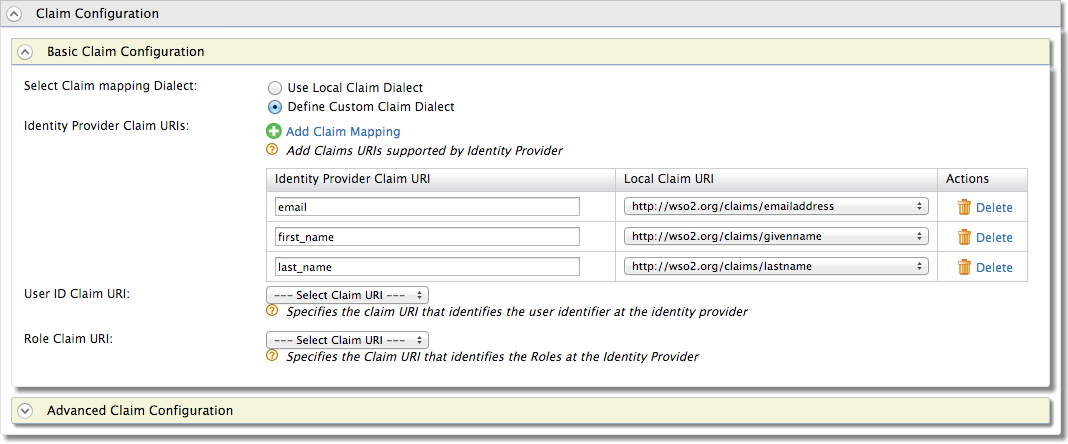 Claim Configuration
Basic Claim Configuration
Select Claim mapping Dialect:
Use Local Claim Dialect
Define Custom Claim Dialect
Identity Provider Claim URIs:
Add Claim Mapping
Add Claims URIs supported by Identity Provider
Identity Provider Claim URI Local Claim URI Actions
email http://wso2.org/claims/emailaddress Delete
first_name http://wso2.org/claims/givenname Delete
last_name http://wso2.org/claims/lastname Delete
User ID Claim URI: --- Select Claim URI ---
Specifies the claim URI that identifies the user identifier at the identity provider
Role Claim URI: --- Select Claim URI ---
Specifies the Claim URI that identifies the Roles at the Identity Provider
Advanced Claim Configuration